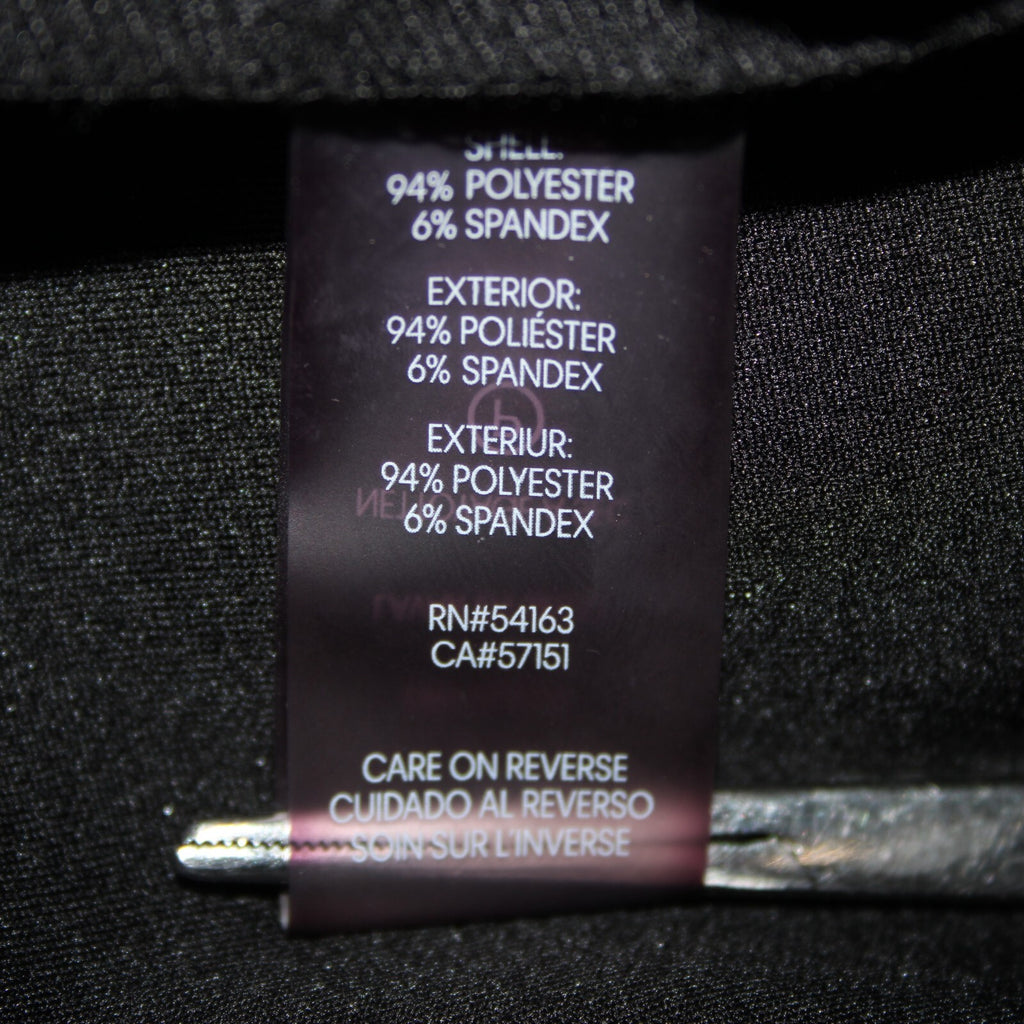 SHELL:
94% POLYESTER
6% SPANDEX
EXTERIOR:
94% POLIÉSTER
6% SPANDEX
EXTERIUR:
94% POLYESTER
6% SPANDEX
RN#54163
CA#57151
CARE ON REVERSE
CUIDADO AL REVERSO
SOIN SUR L'INVERSE